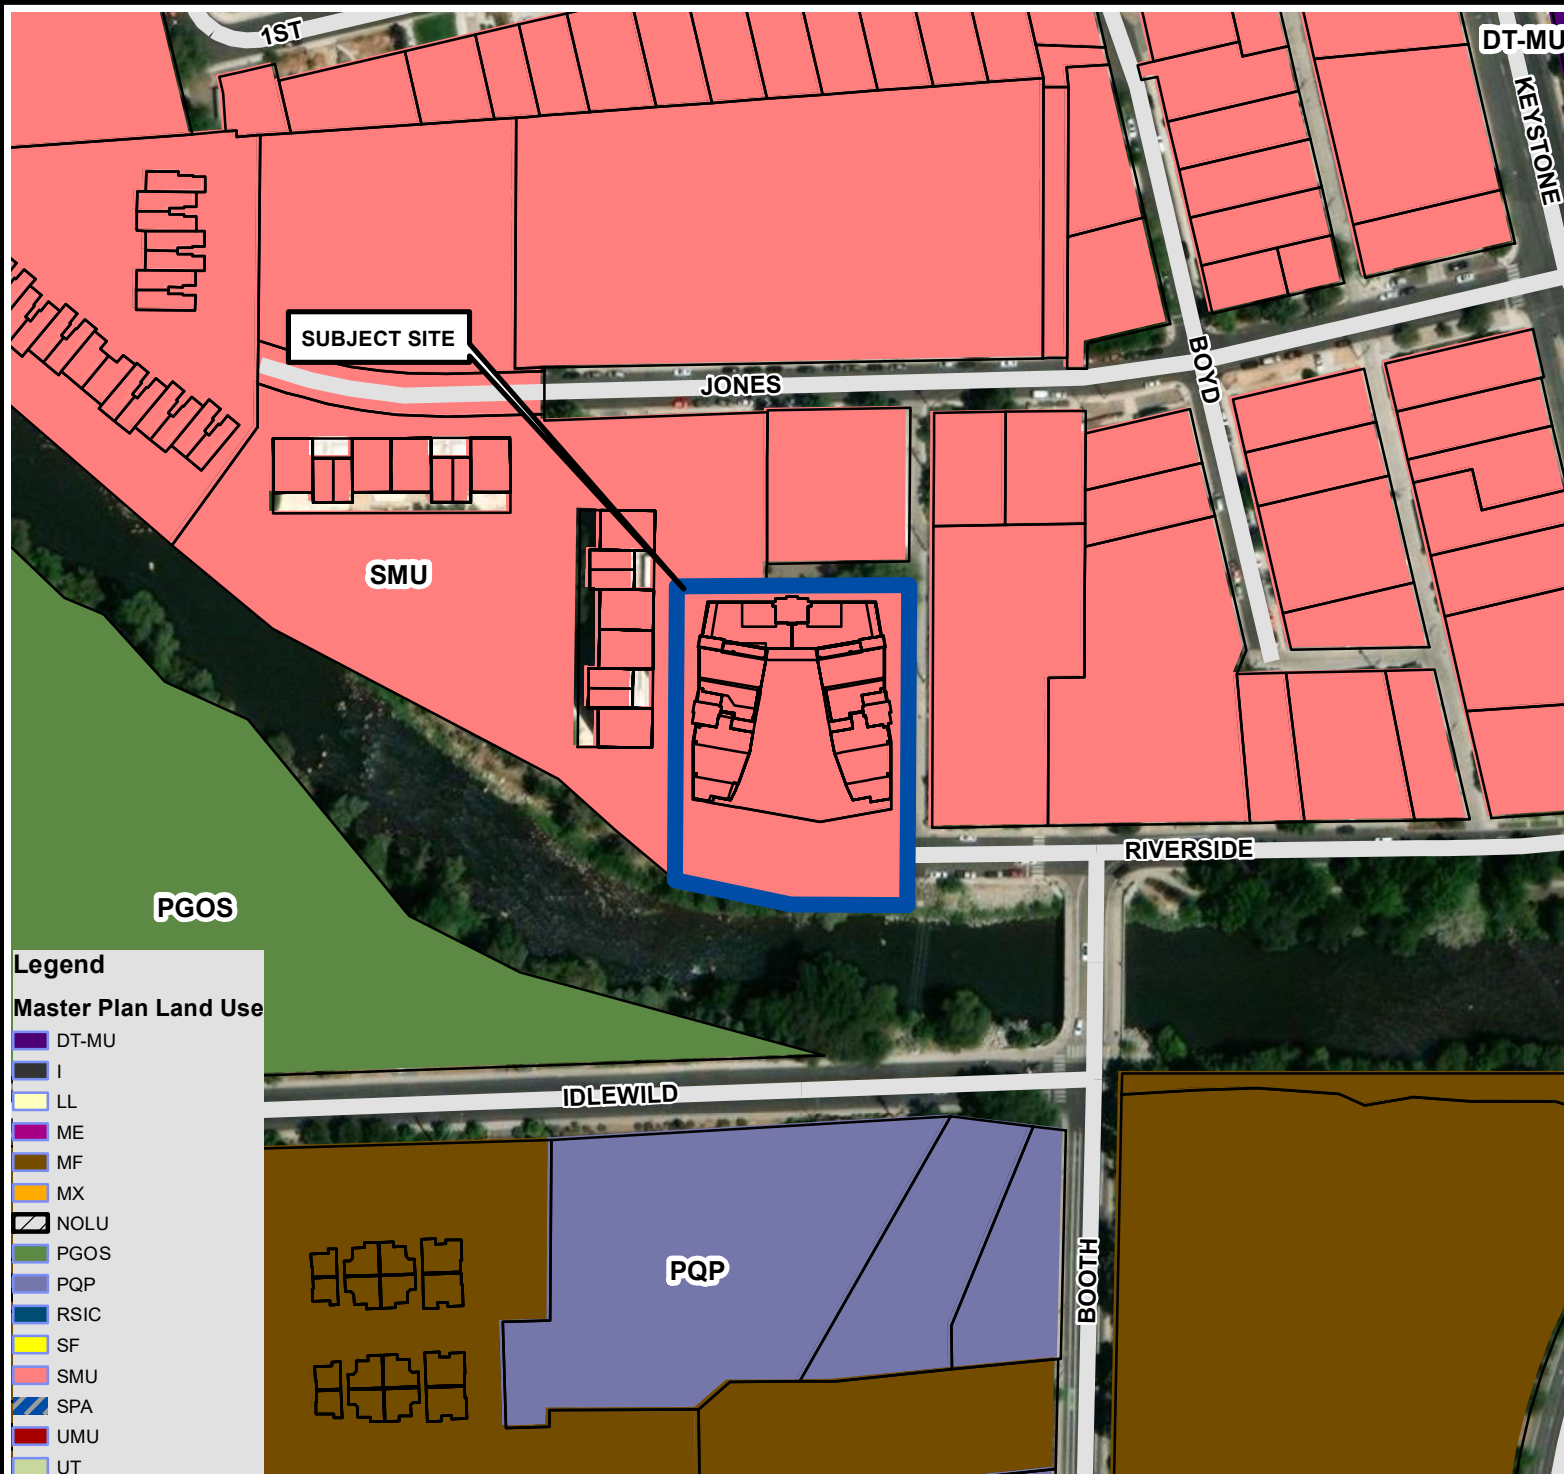 1ST
DT-MU
KEYSTONE
SUBJECT SITE
JONES
BOYD
SMU
RIVERSIDE
PGOS
IDLEWILD
PQP
BOOTH
Legend
Master Plan Land Use
DT-MU
I
LL
ME
MF
MX
NOLU
PGOS
PQP
RSIC
SF
SMU
SPA
UMU
UT